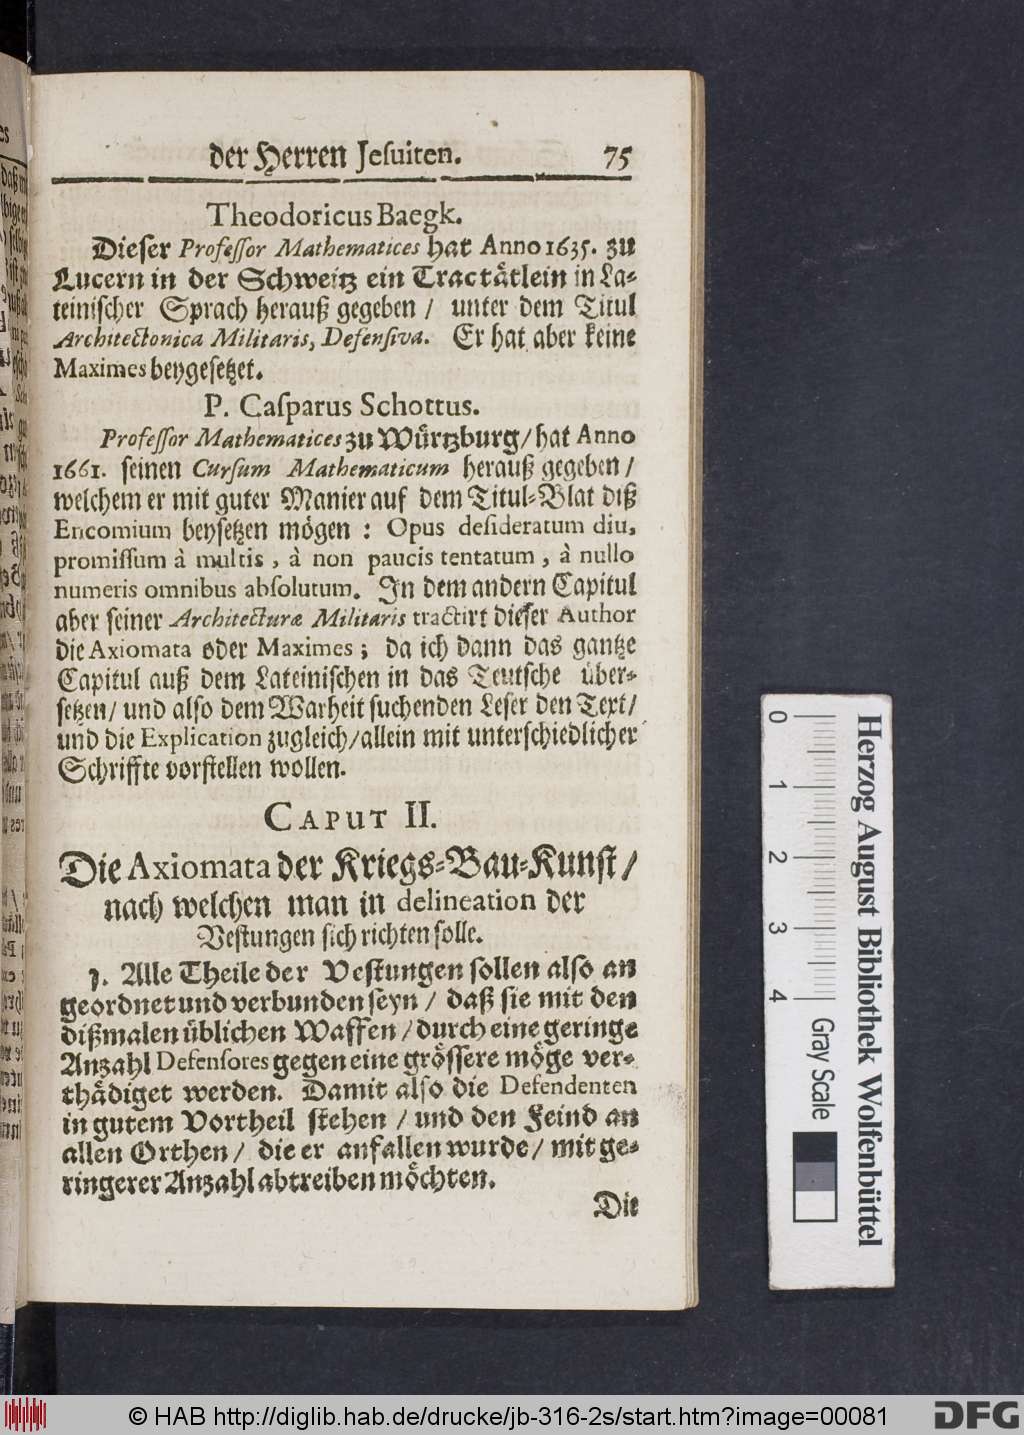 der Herren Jesuiten. 75
Theodoricus Baegk.
Dieser Professor Mathematices hat Anno 1635. zu
Lucern in der Schweitz ein Tractätlein in La-
teinischer Sprach herauß gegeben / unter dem Titul
Architectonica Militaris, Defensiva. Er hat aber keine
Maximes beygesetzet.
P. Casparus Schottus.
Professor Mathematices zu Würtzburg / hat Anno
1661. seinen Cursum Mathematicum herauß gegeben /
welchem er mit guter Manier auf dem Titul-Blat diß
Encomium beysetzen mögen : Opus desideratum diu,
promissum à multis, à non paucis tentatum, à nullo
numeris omnibus absolutum. In dem andern Capitul
aber seiner Architecturæ Militaris tractirt dieser Author
die Axiomata oder Maximes ; da ich dann das gantze
Capitul auß dem Lateinischen in das Teutsche über-
setzen / und also dem Warheit suchenden Leser den Text /
und die Explication zugleich / allein mit unterschiedlicher
Schriffte vorstellen wollen.
CAPUT II.
Die Axiomata der Kriegs-Bau-Kunst /
nach welchen man in delineation der
Vestungen sich richten solle.
1. Alle Theile der Vestungen sollen also an
geordnet und verbunden seyn / daß sie mit den
dißmalen üblichen Waffen / durch eine geringe
Anzahl Defensores gegen eine grössere möge ver-
thädiget werden. Damit also die Defendenten
in gutem Vortheil stehen / und den Feind an
allen Orthen / die er anfallen wurde / mit ge-
ringerer Anzahl abtreiben möchten.
Die
0 1 2 3 4
Gray Scale
Herzog August Bibliothek Wolfenbüttel
© HAB http://diglib.hab.de/drucke/jb-316-2s/start.htm?image=00081
DFG